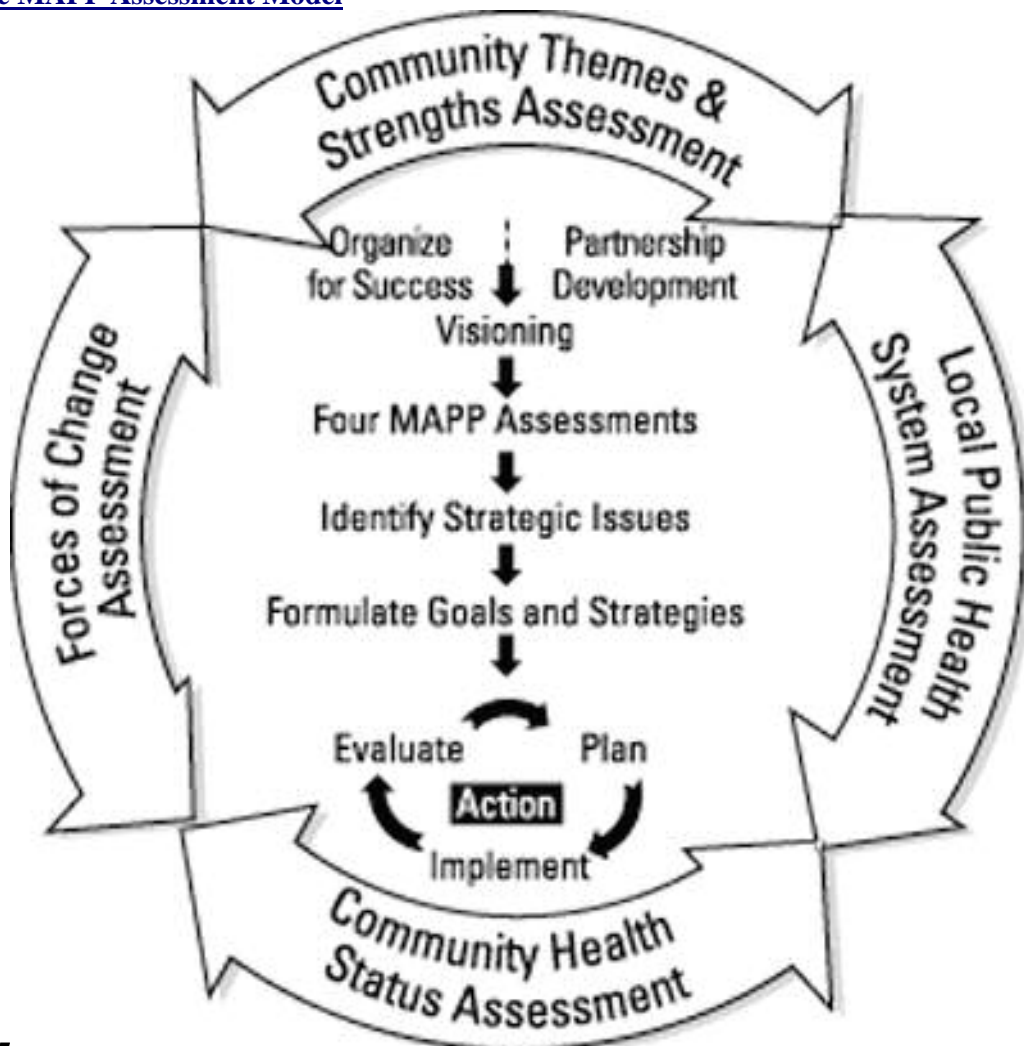 MAPP Assessment Model
Community Themes &
Strengths Assessment
Organize
for Success
Partnership
Development
Visioning
Four MAPP Assessments
Identify Strategic Issues
Formulate Goals and Strategies
Evaluate
Plan
Action
Implement
Forces of Change
Assessment
Local Public Health
System Assessment
Community Health
Status Assessment